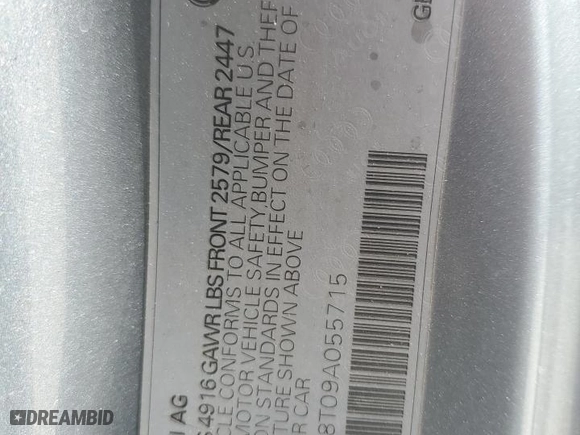 AG
4916 GAWR LBS FRONT 2579/REAR 2447
CLE CONFORMS TO ALL APPLICABLE U.S.
MOTOR VEHICLE SAFETY, BUMPER AND THEF
ON STANDARDS IN EFFECT ON THE DATE OF
TURE SHOWN ABOVE
R CAR
8T09A055715
GE
DREAMBID